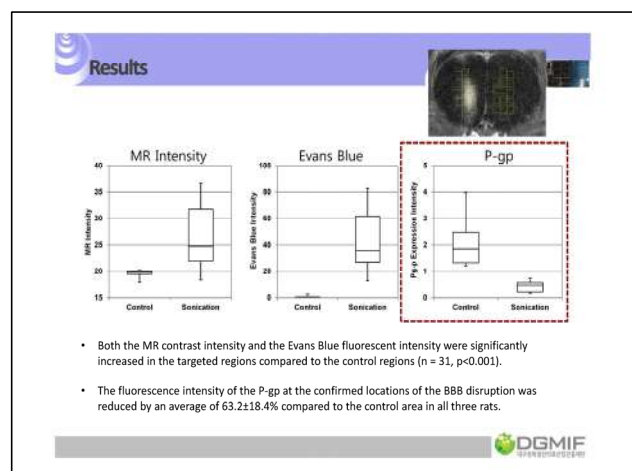 Results
MR Intensity
40
35
30
25
20
15
MR Intensity
Control
Sonication
Evans Blue
100
80
60
40
20
0
Evans Blue Intensity
Control
Sonication
P-gp
5
4
3
2
1
0
Pg-p Expression Intensity
Control
Sonication
• Both the MR contrast intensity and the Evans Blue fluorescent intensity were significantly
increased in the targeted regions compared to the control regions (n = 31, p<0.001).
• The fluorescence intensity of the P-gp at the confirmed locations of the BBB disruption was
reduced by an average of 63.2±18.4% compared to the control area in all three rats.
DGMIF